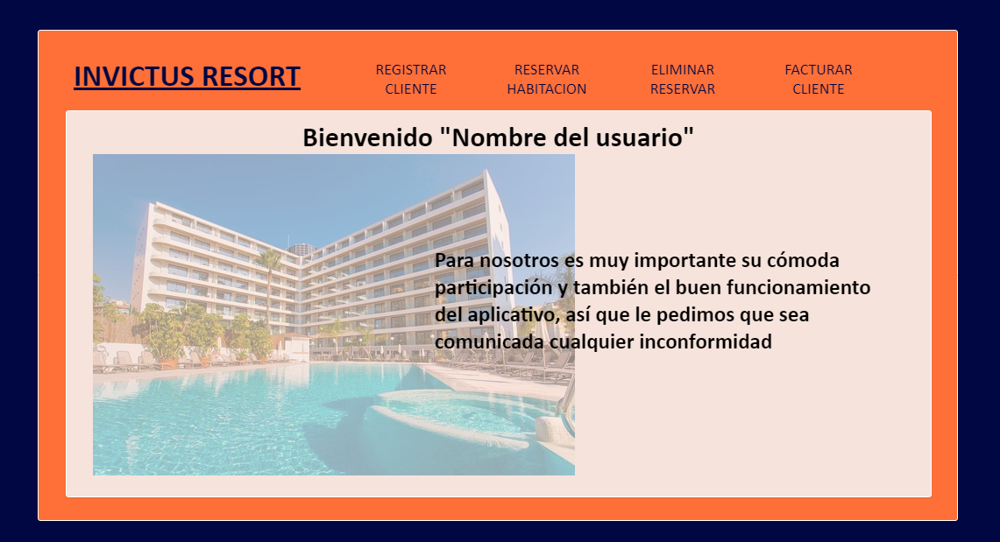 INVICTUS RESORT
REGISTRAR
CLIENTE
RESERVAR
HABITACION
ELIMINAR
RESERVAR
FACTURAR
CLIENTE
Bienvenido "Nombre del usuario"
Para nosotros es muy importante su cómoda
participación y también el buen funcionamiento
del aplicativo, así que le pedimos que sea
comunicada cualquier inconformidad